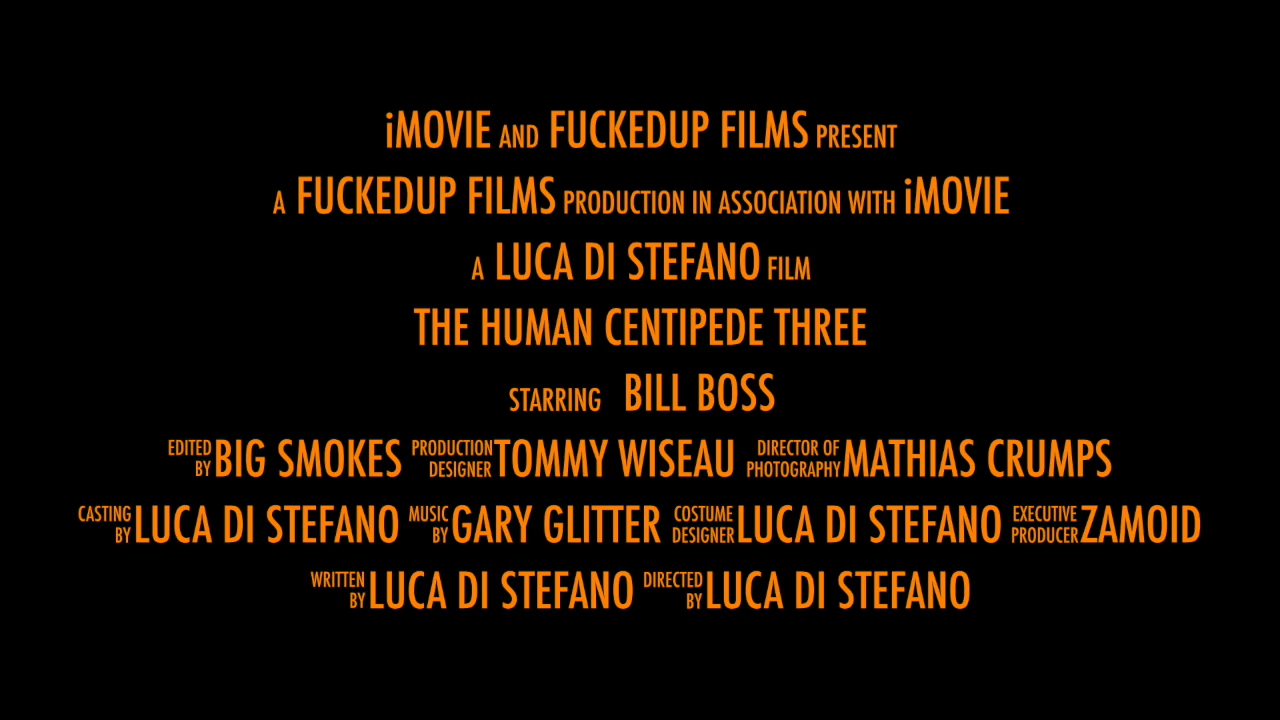 iMOVIE AND FUCKEDUP FILMS PRESENT
A FUCKEDUP FILMS PRODUCTION IN ASSOCIATION WITH iMOVIE
A LUCA DI STEFANO FILM
THE HUMAN CENTIPEDE THREE
STARRING BILL BOSS
EDITED BY BIG SMOKES PRODUCTION DESIGNER TOMMY WISEAU DIRECTOR OF PHOTOGRAPHY MATHIAS CRUMPS
CASTING BY LUCA DI STEFANO MUSIC BY GARY GLITTER COSTUME DESIGNER LUCA DI STEFANO EXECUTIVE PRODUCER ZAMOID
WRITTEN BY LUCA DI STEFANO DIRECTED BY LUCA DI STEFANO